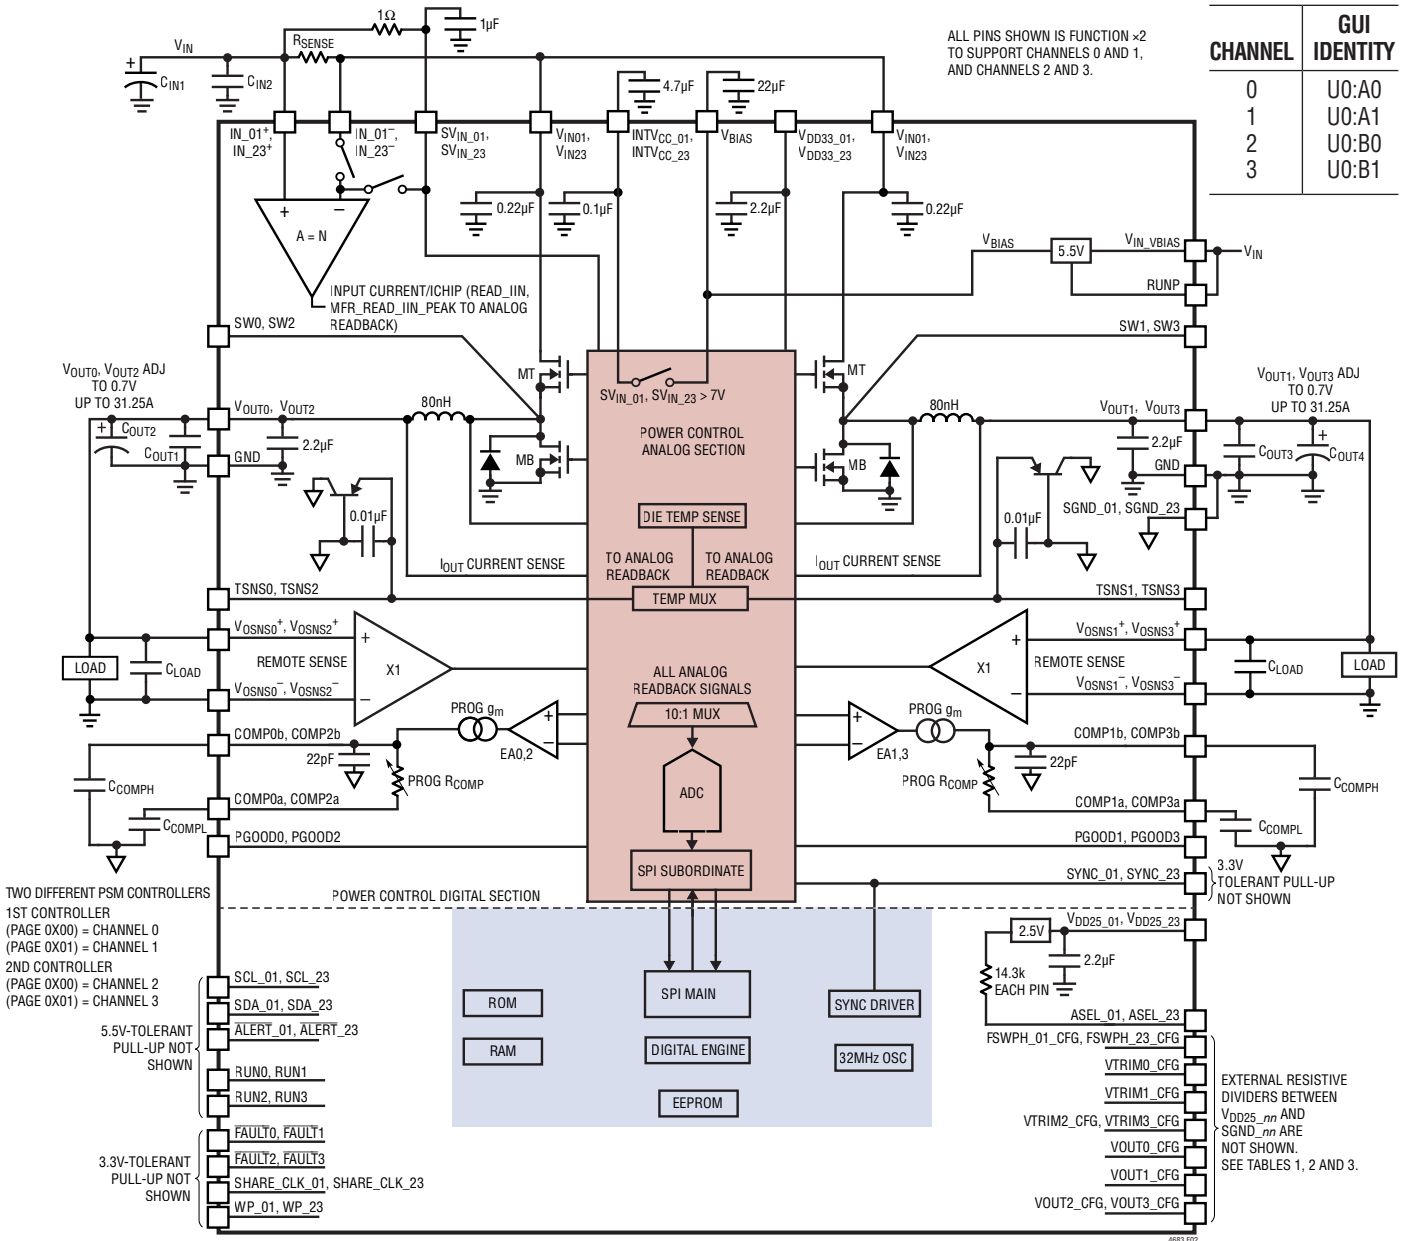 1Ω
1µF
VIN
RSENSE
+
CIN1
CIN2
4.7µF
22µF
ALL PINS SHOWN IS FUNCTION ×2
TO SUPPORT CHANNELS 0 AND 1,
AND CHANNELS 2 AND 3.
CHANNEL
GUI
IDENTITY
0 U0:A0
1 U0:A1
2 U0:B0
3 U0:B1
IN_01+,
IN_23+
IN_01–,
IN_23–
SVIN_01,
SVIN_23
VIN01,
VIN23
INTVCC_01,
INTVCC_23
VBIAS
VDD33_01,
VDD33_23
VIN01,
VIN23
0.22µF
0.1µF
2.2µF
0.22µF
+
–
A = N
INPUT CURRENT/ICHIP (READ_IIN,
MFR_READ_IIN_PEAK TO ANALOG
READBACK)
VBIAS
5.5V
VIN_VBIAS
VIN
RUNP
SW0, SW2
SW1, SW3
MT
MT
SVIN_01, SVIN_23 > 7V
VOUT0, VOUT2 ADJ
TO 0.7V
UP TO 31.25A
VOUT1, VOUT3 ADJ
TO 0.7V
UP TO 31.25A
80nH
80nH
VOUT0, VOUT2
VOUT1, VOUT3
+
COUT2
COUT1
2.2µF
GND
MB
POWER CONTROL
ANALOG SECTION
MB
2.2µF
GND
COUT3
+
COUT4
0.01µF
DIE TEMP SENSE
0.01µF
SGND_01, SGND_23
IOUT CURRENT SENSE
TO ANALOG
READBACK
TO ANALOG
READBACK
IOUT CURRENT SENSE
TSNS0, TSNS2
TEMP MUX
TSNS1, TSNS3
VOSNS0+, VOSNS2+
+
REMOTE SENSE
X1
VOSNS0–, VOSNS2–
–
LOAD
CLOAD
VOSNS1+, VOSNS3+
+
REMOTE SENSE
X1
VOSNS1–, VOSNS3–
–
CLOAD
LOAD
ALL ANALOG
READBACK SIGNALS
10:1 MUX
PROG gm
+
–
EA0,2
PROG gm
+
–
EA1,3
COMP0b, COMP2b
22pF
PROG RCOMP
COMP1b, COMP3b
22pF
PROG RCOMP
CCOMPH
CCOMPL
COMP0a, COMP2a
ADC
COMP1a, COMP3a
CCOMPL
CCOMPH
PGOOD0, PGOOD2
PGOOD1, PGOOD3
SPI SUBORDINATE
SYNC_01, SYNC_23
3.3V
TOLERANT PULL-UP
NOT SHOWN
TWO DIFFERENT PSM CONTROLLERS
1ST CONTROLLER
(PAGE 0X00) = CHANNEL 0
(PAGE 0X01) = CHANNEL 1
2ND CONTROLLER
(PAGE 0X00) = CHANNEL 2
(PAGE 0X01) = CHANNEL 3
POWER CONTROL DIGITAL SECTION
VDD25_01, VDD25_23
2.5V
2.2µF
14.3k
EACH PIN
SCL_01, SCL_23
SDA_01, SDA_23
ALERT_01, ALERT_23
RUN0, RUN1
RUN2, RUN3
5.5V-TOLERANT
PULL-UP NOT
SHOWN
ROM
RAM
SPI MAIN
DIGITAL ENGINE
EEPROM
SYNC DRIVER
32MHz OSC
ASEL_01, ASEL_23
FSWPH_01_CFG, FSWPH_23_CFG
VTRIM0_CFG
VTRIM1_CFG
VTRIM2_CFG, VTRIM3_CFG
VOUT0_CFG
VOUT1_CFG
VOUT2_CFG, VOUT3_CFG
EXTERNAL RESISTIVE
DIVIDERS BETWEEN
VDD25_nn AND
SGND_nn ARE
NOT SHOWN.
SEE TABLES 1, 2 AND 3.
FAULT0, FAULT1
FAULT2, FAULT3
SHARE_CLK_01, SHARE_CLK_23
WP_01, WP_23
3.3V-TOLERANT
PULL-UP NOT
SHOWN
4683 F02